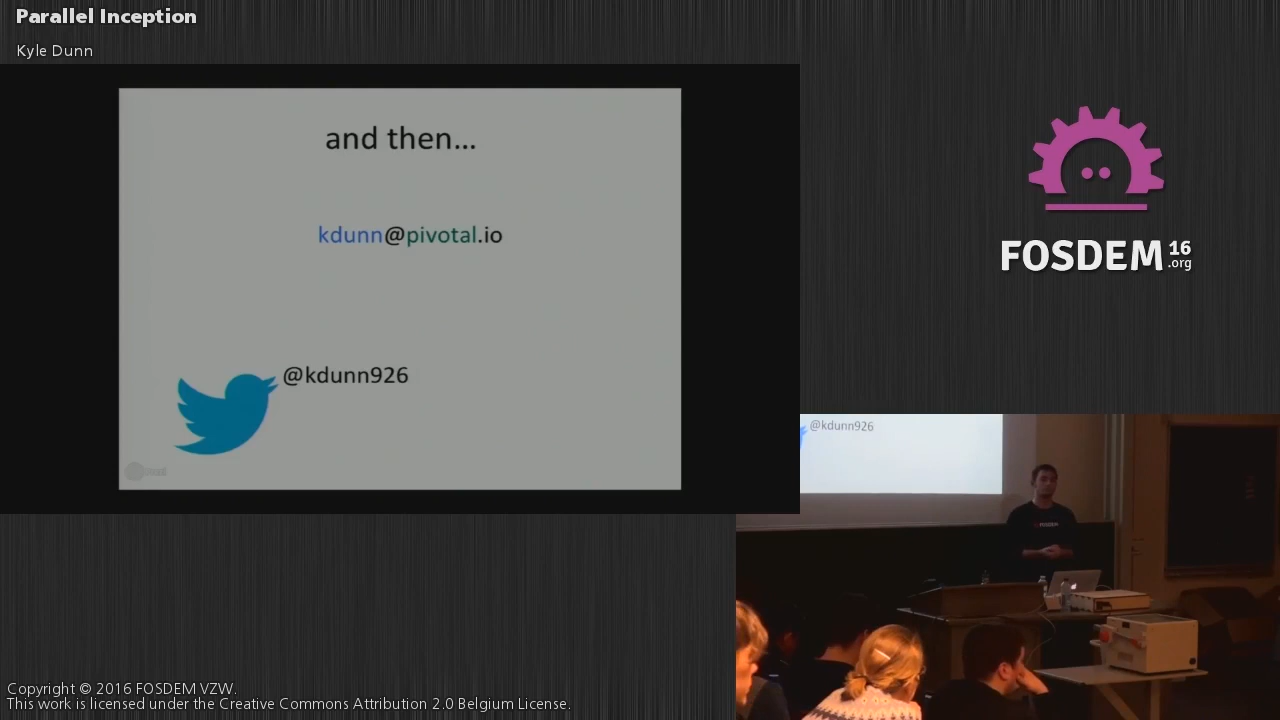 Parallel Inception
Kyle Dunn
and then...
kdunn@pivotal.io
@kdunn926
FOSDEM 16
.org
@kdunn926
FOSDEM
Copyright © 2016 FOSDEM VZW.
This work is licensed under the Creative Commons Attribution 2.0 Belgium License.